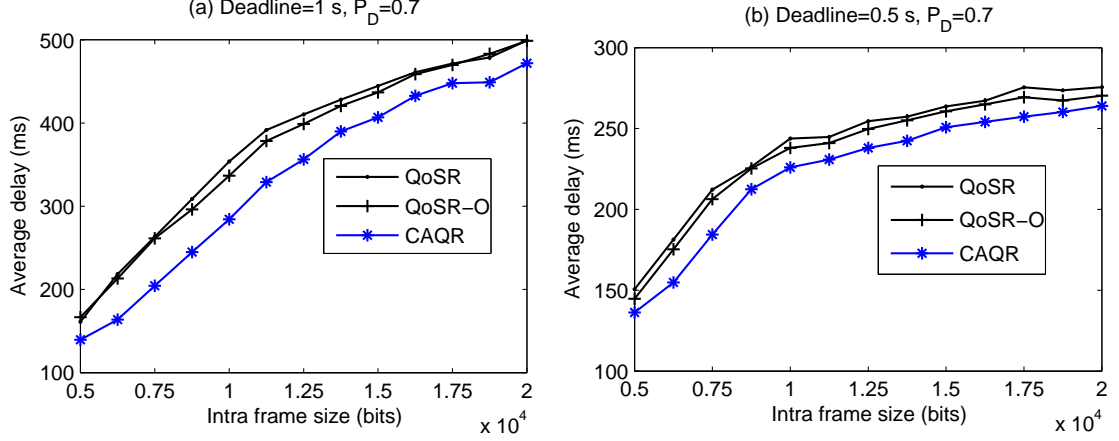 (a) Deadline=1 s, P_D=0.7
500
400
300
200
100
Average delay (ms)
QoSR
QoSR−O
CAQR
0.5 0.75 1 1.25 1.5 1.75 2
Intra frame size (bits)
x 10^4
(b) Deadline=0.5 s, P_D=0.7
300
250
200
150
100
Average delay (ms)
QoSR
QoSR−O
CAQR
0.5 0.75 1 1.25 1.5 1.75 2
Intra frame size (bits)
x 10^4